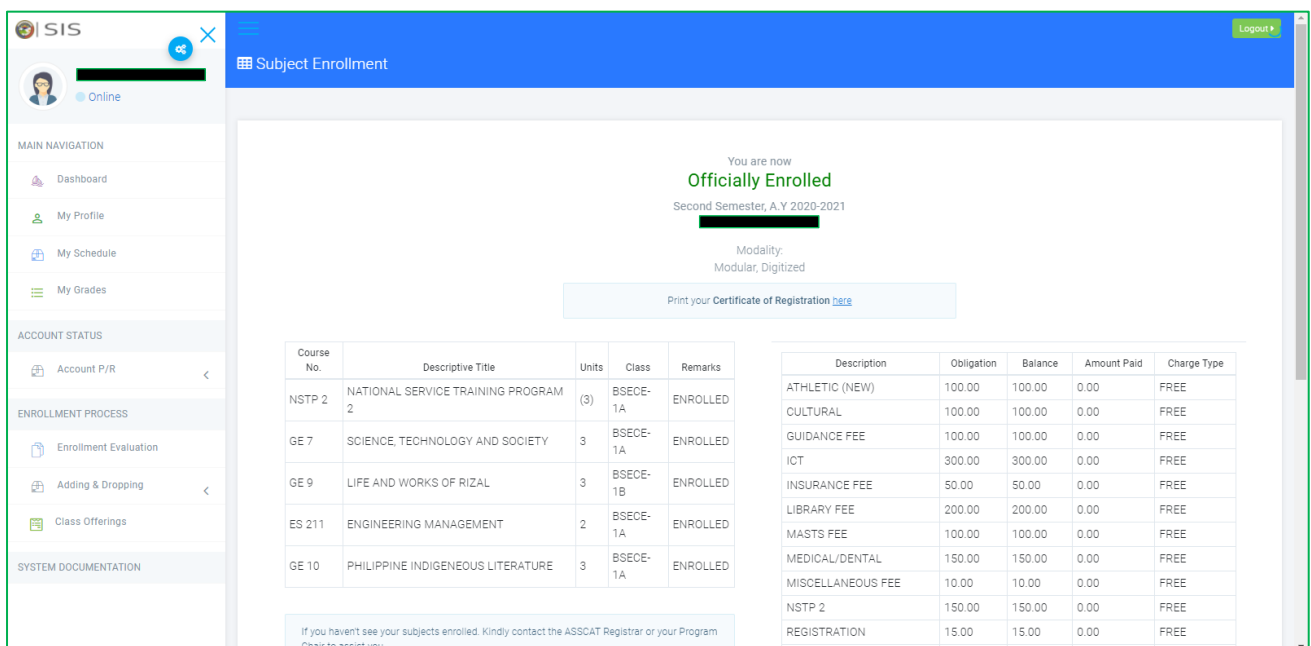 SIS
Online
MAIN NAVIGATION
Dashboard
My Profile
My Schedule
My Grades
ACCOUNT STATUS
Account P/R
ENROLLMENT PROCESS
Enrollment Evaluation
Adding & Dropping
Class Offerings
SYSTEM DOCUMENTATION
Logout
Subject Enrollment
You are now
Officially Enrolled
Second Semester, A.Y 2020-2021
Modality:
Modular, Digitized
Print your Certificate of Registration here
Course No. Descriptive Title Units Class Remarks
NSTP 2 NATIONAL SERVICE TRAINING PROGRAM 2 (3) BSECE-1A ENROLLED
GE 7 SCIENCE, TECHNOLOGY AND SOCIETY 3 BSECE-1A ENROLLED
GE 9 LIFE AND WORKS OF RIZAL 3 BSECE-1B ENROLLED
ES 211 ENGINEERING MANAGEMENT 2 BSECE-1A ENROLLED
GE 10 PHILIPPINE INDIGENEOUS LITERATURE 3 BSECE-1A ENROLLED
If you haven't see your subjects enrolled. Kindly contact the ASSCAT Registrar or your Program
Chair to assist you
Description Obligation Balance Amount Paid Charge Type
ATHLETIC (NEW) 100.00 100.00 0.00 FREE
CULTURAL 100.00 100.00 0.00 FREE
GUIDANCE FEE 100.00 100.00 0.00 FREE
ICT 300.00 300.00 0.00 FREE
INSURANCE FEE 50.00 50.00 0.00 FREE
LIBRARY FEE 200.00 200.00 0.00 FREE
MASTS FEE 100.00 100.00 0.00 FREE
MEDICAL/DENTAL 150.00 150.00 0.00 FREE
MISCELLANEOUS FEE 10.00 10.00 0.00 FREE
NSTP 2 150.00 150.00 0.00 FREE
REGISTRATION 15.00 15.00 0.00 FREE